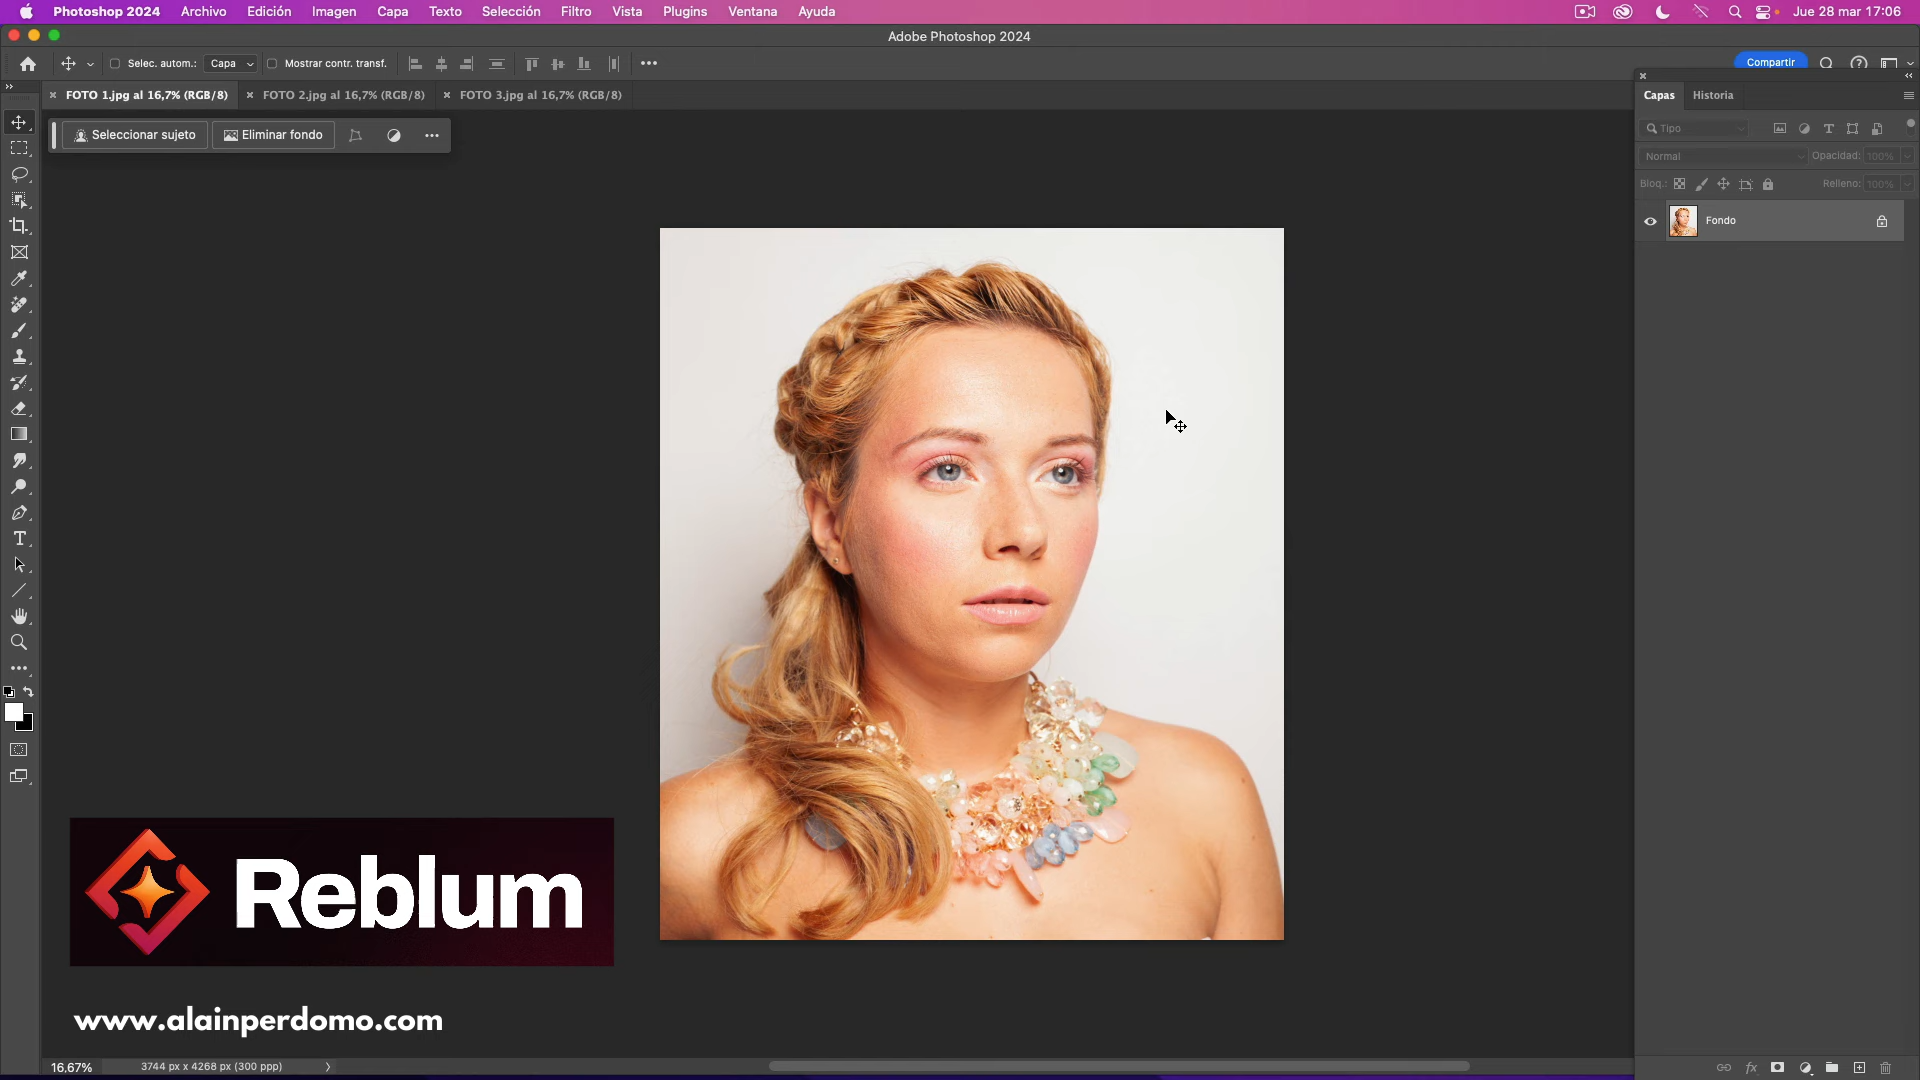 Photoshop 2024 Archivo Edición Imagen Capa Texto Selección Filtro Vista Plugins Ventana Ayuda Jue 28 mar 17:06
Adobe Photoshop 2024
Selec. autom.: Capa Mostrar contr. transf. Compartir
FOTO 1.jpg al 16,7% (RGB/8) FOTO 2.jpg al 16,7% (RGB/8) FOTO 3.jpg al 16,7% (RGB/8)
Capas Historia
Seleccionar sujeto Eliminar fondo
Tipo
Normal Opacidad: 100%
Bloq.: Relleno: 100%
Fondo
Reblum
www.alainperdomo.com
16,67% 3744 px x 4268 px (300 ppp)